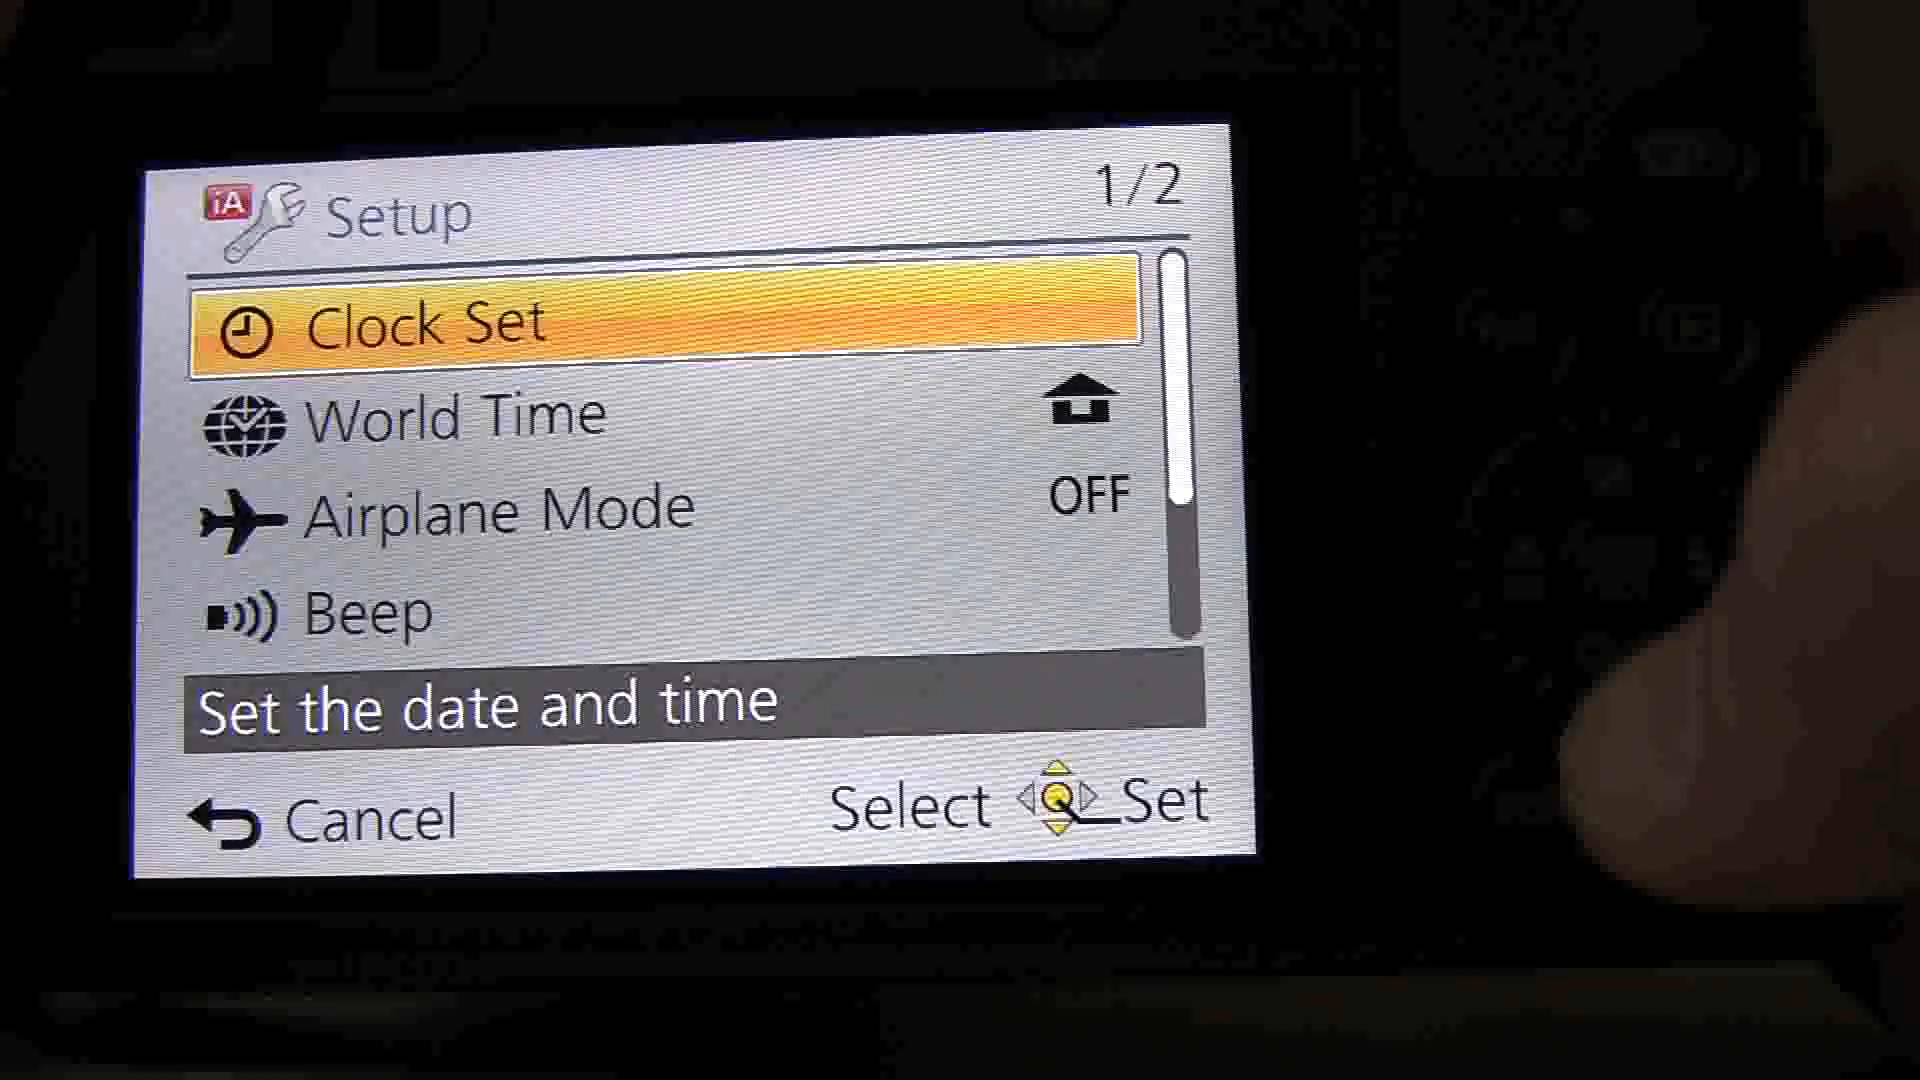 iA Setup 1/2
Clock Set
World Time
Airplane Mode OFF
Beep
Set the date and time
Cancel Select Set